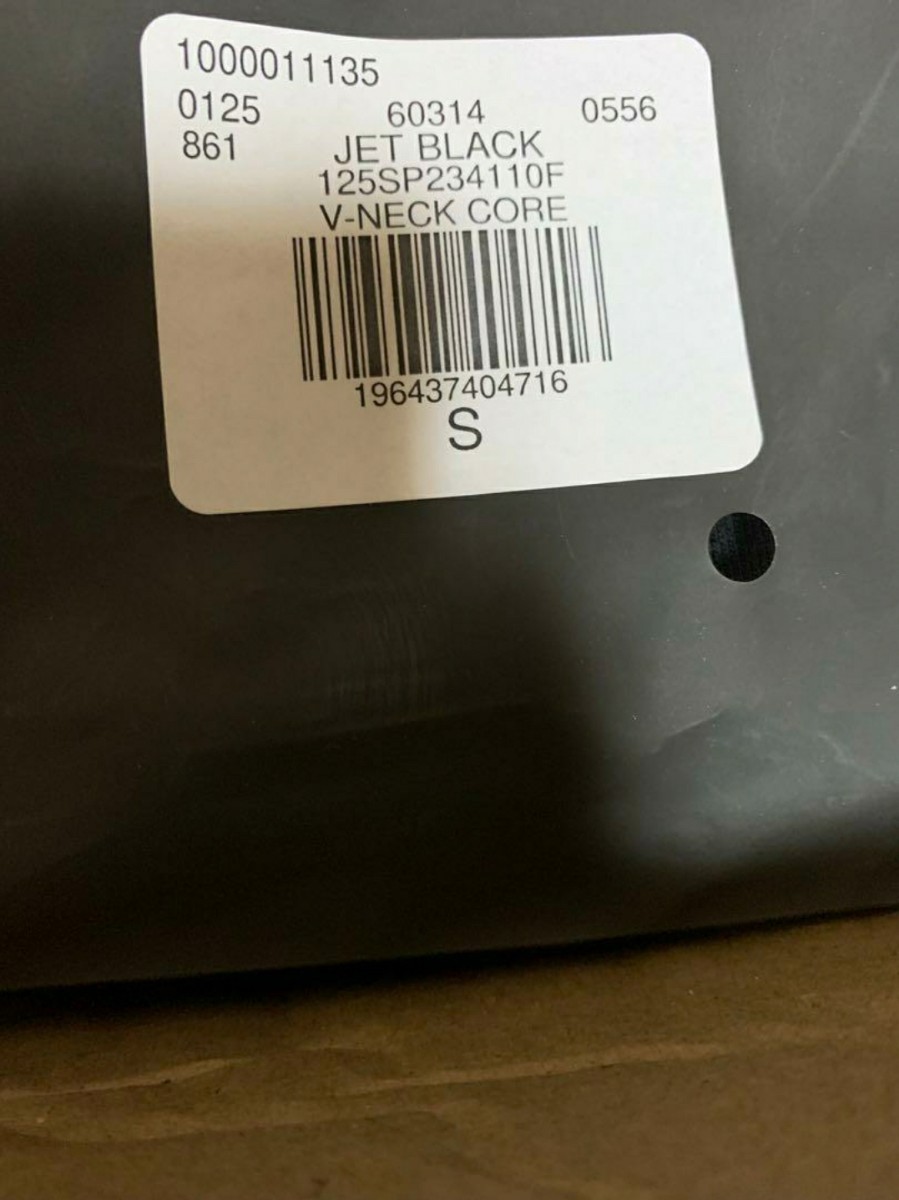 1000011135
0125 60314 0556
861 JET BLACK
125SP234110F
V-NECK CORE
196437404716
S